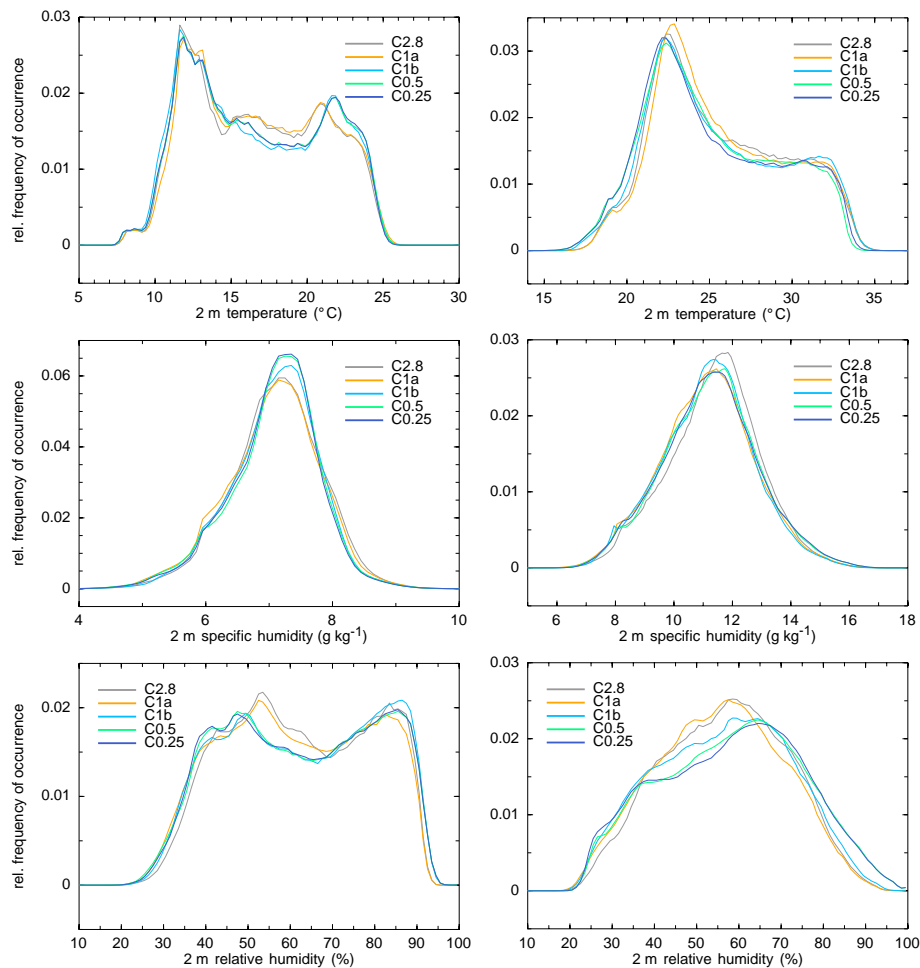 0.03
0.02
0.01
0
rel. frequency of occurrence
C2.8
C1a
C1b
C0.5
C0.25
5 10 15 20 25 30
2 m temperature (°C)
0.03
0.02
0.01
0
C2.8
C1a
C1b
C0.5
C0.25
15 20 25 30 35
2 m temperature (°C)
0.06
0.04
0.02
0
rel. frequency of occurrence
C2.8
C1a
C1b
C0.5
C0.25
4 6 8 10
2 m specific humidity (g kg-1)
0.03
0.02
0.01
0
C2.8
C1a
C1b
C0.5
C0.25
6 8 10 12 14 16 18
2 m specific humidity (g kg-1)
0.02
0.01
0
rel. frequency of occurrence
C2.8
C1a
C1b
C0.5
C0.25
10 20 30 40 50 60 70 80 90 100
2 m relative humidity (%)
0.03
0.02
0.01
0
C2.8
C1a
C1b
C0.5
C0.25
10 20 30 40 50 60 70 80 90 100
2 m relative humidity (%)